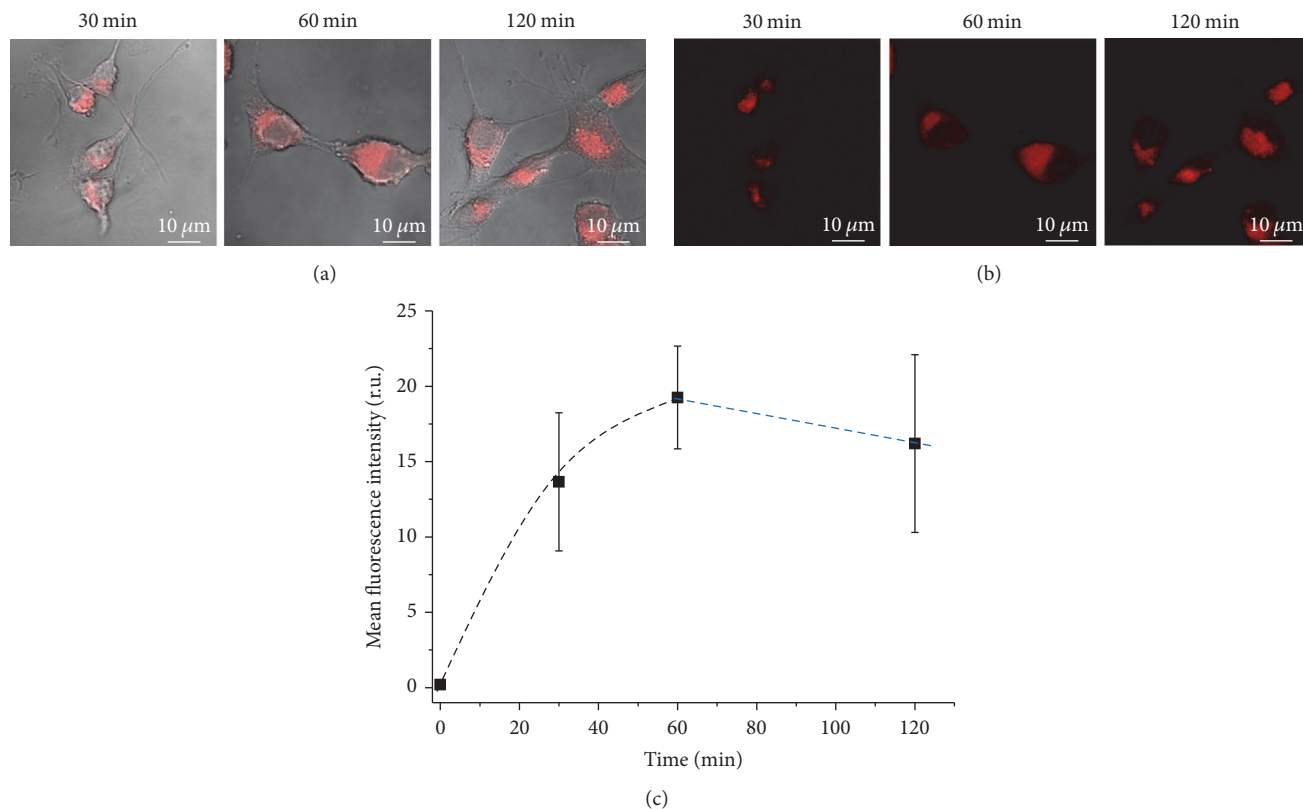 30 min 60 min 120 min 30 min 60 min 120 min
10 µm 10 µm 10 µm 10 µm 10 µm 10 µm
(a) (b)
25
20
15
10
5
0
Mean fluorescence intensity (r.u.)
0 20 40 60 80 100 120
Time (min)
(c)